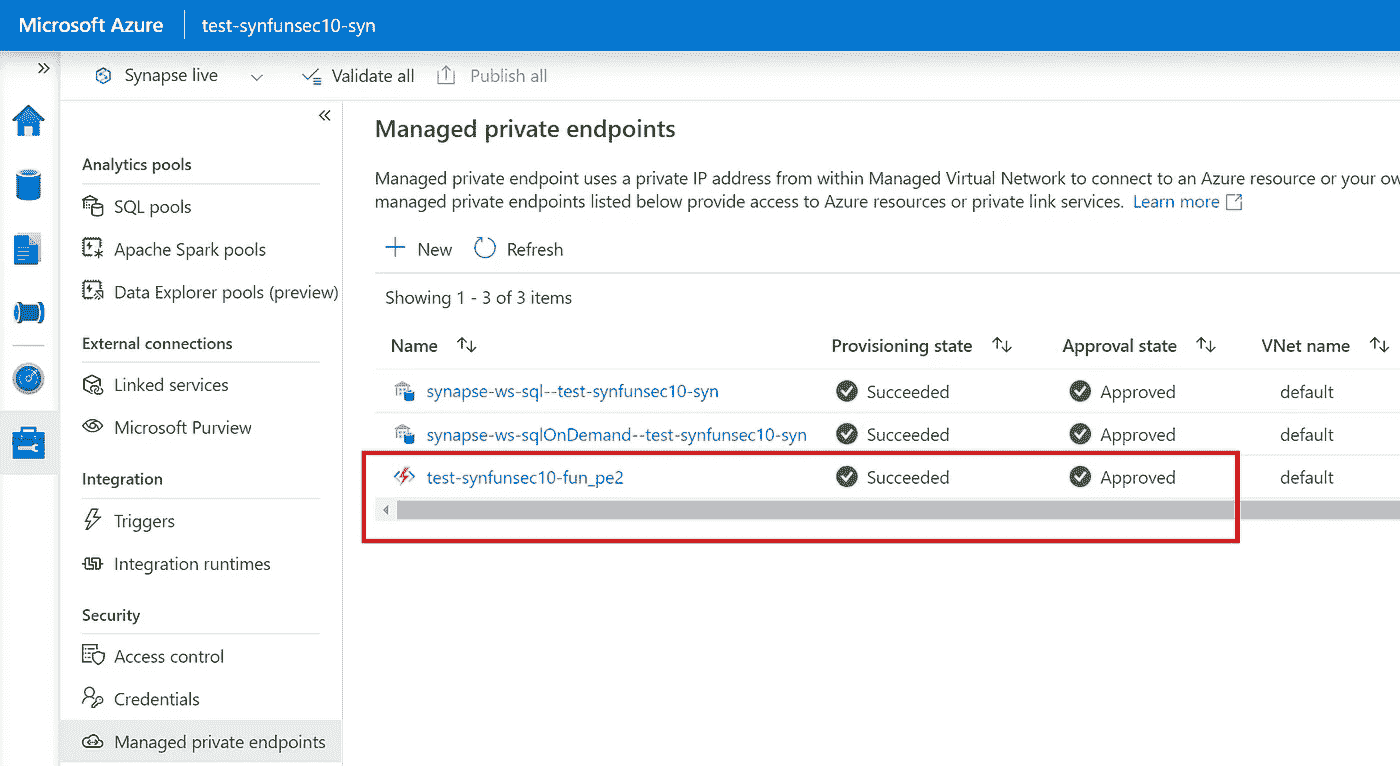 Microsoft Azure test-synfunsec10-syn
Synapse live Validate all Publish all
Analytics pools
SQL pools
Apache Spark pools
Data Explorer pools (preview)
External connections
Linked services
Microsoft Purview
Integration
Triggers
Integration runtimes
Security
Access control
Credentials
Managed private endpoints
Managed private endpoints
Managed private endpoint uses a private IP address from within Managed Virtual Network to connect to an Azure resource or your ow
managed private endpoints listed below provide access to Azure resources or private link services. Learn more
New Refresh
Showing 1 - 3 of 3 items
Name Provisioning state Approval state VNet name
synapse-ws-sql--test-synfunsec10-syn Succeeded Approved default
synapse-ws-sqlOnDemand--test-synfunsec10-syn Succeeded Approved default
test-synfunsec10-fun_pe2 Succeeded Approved default